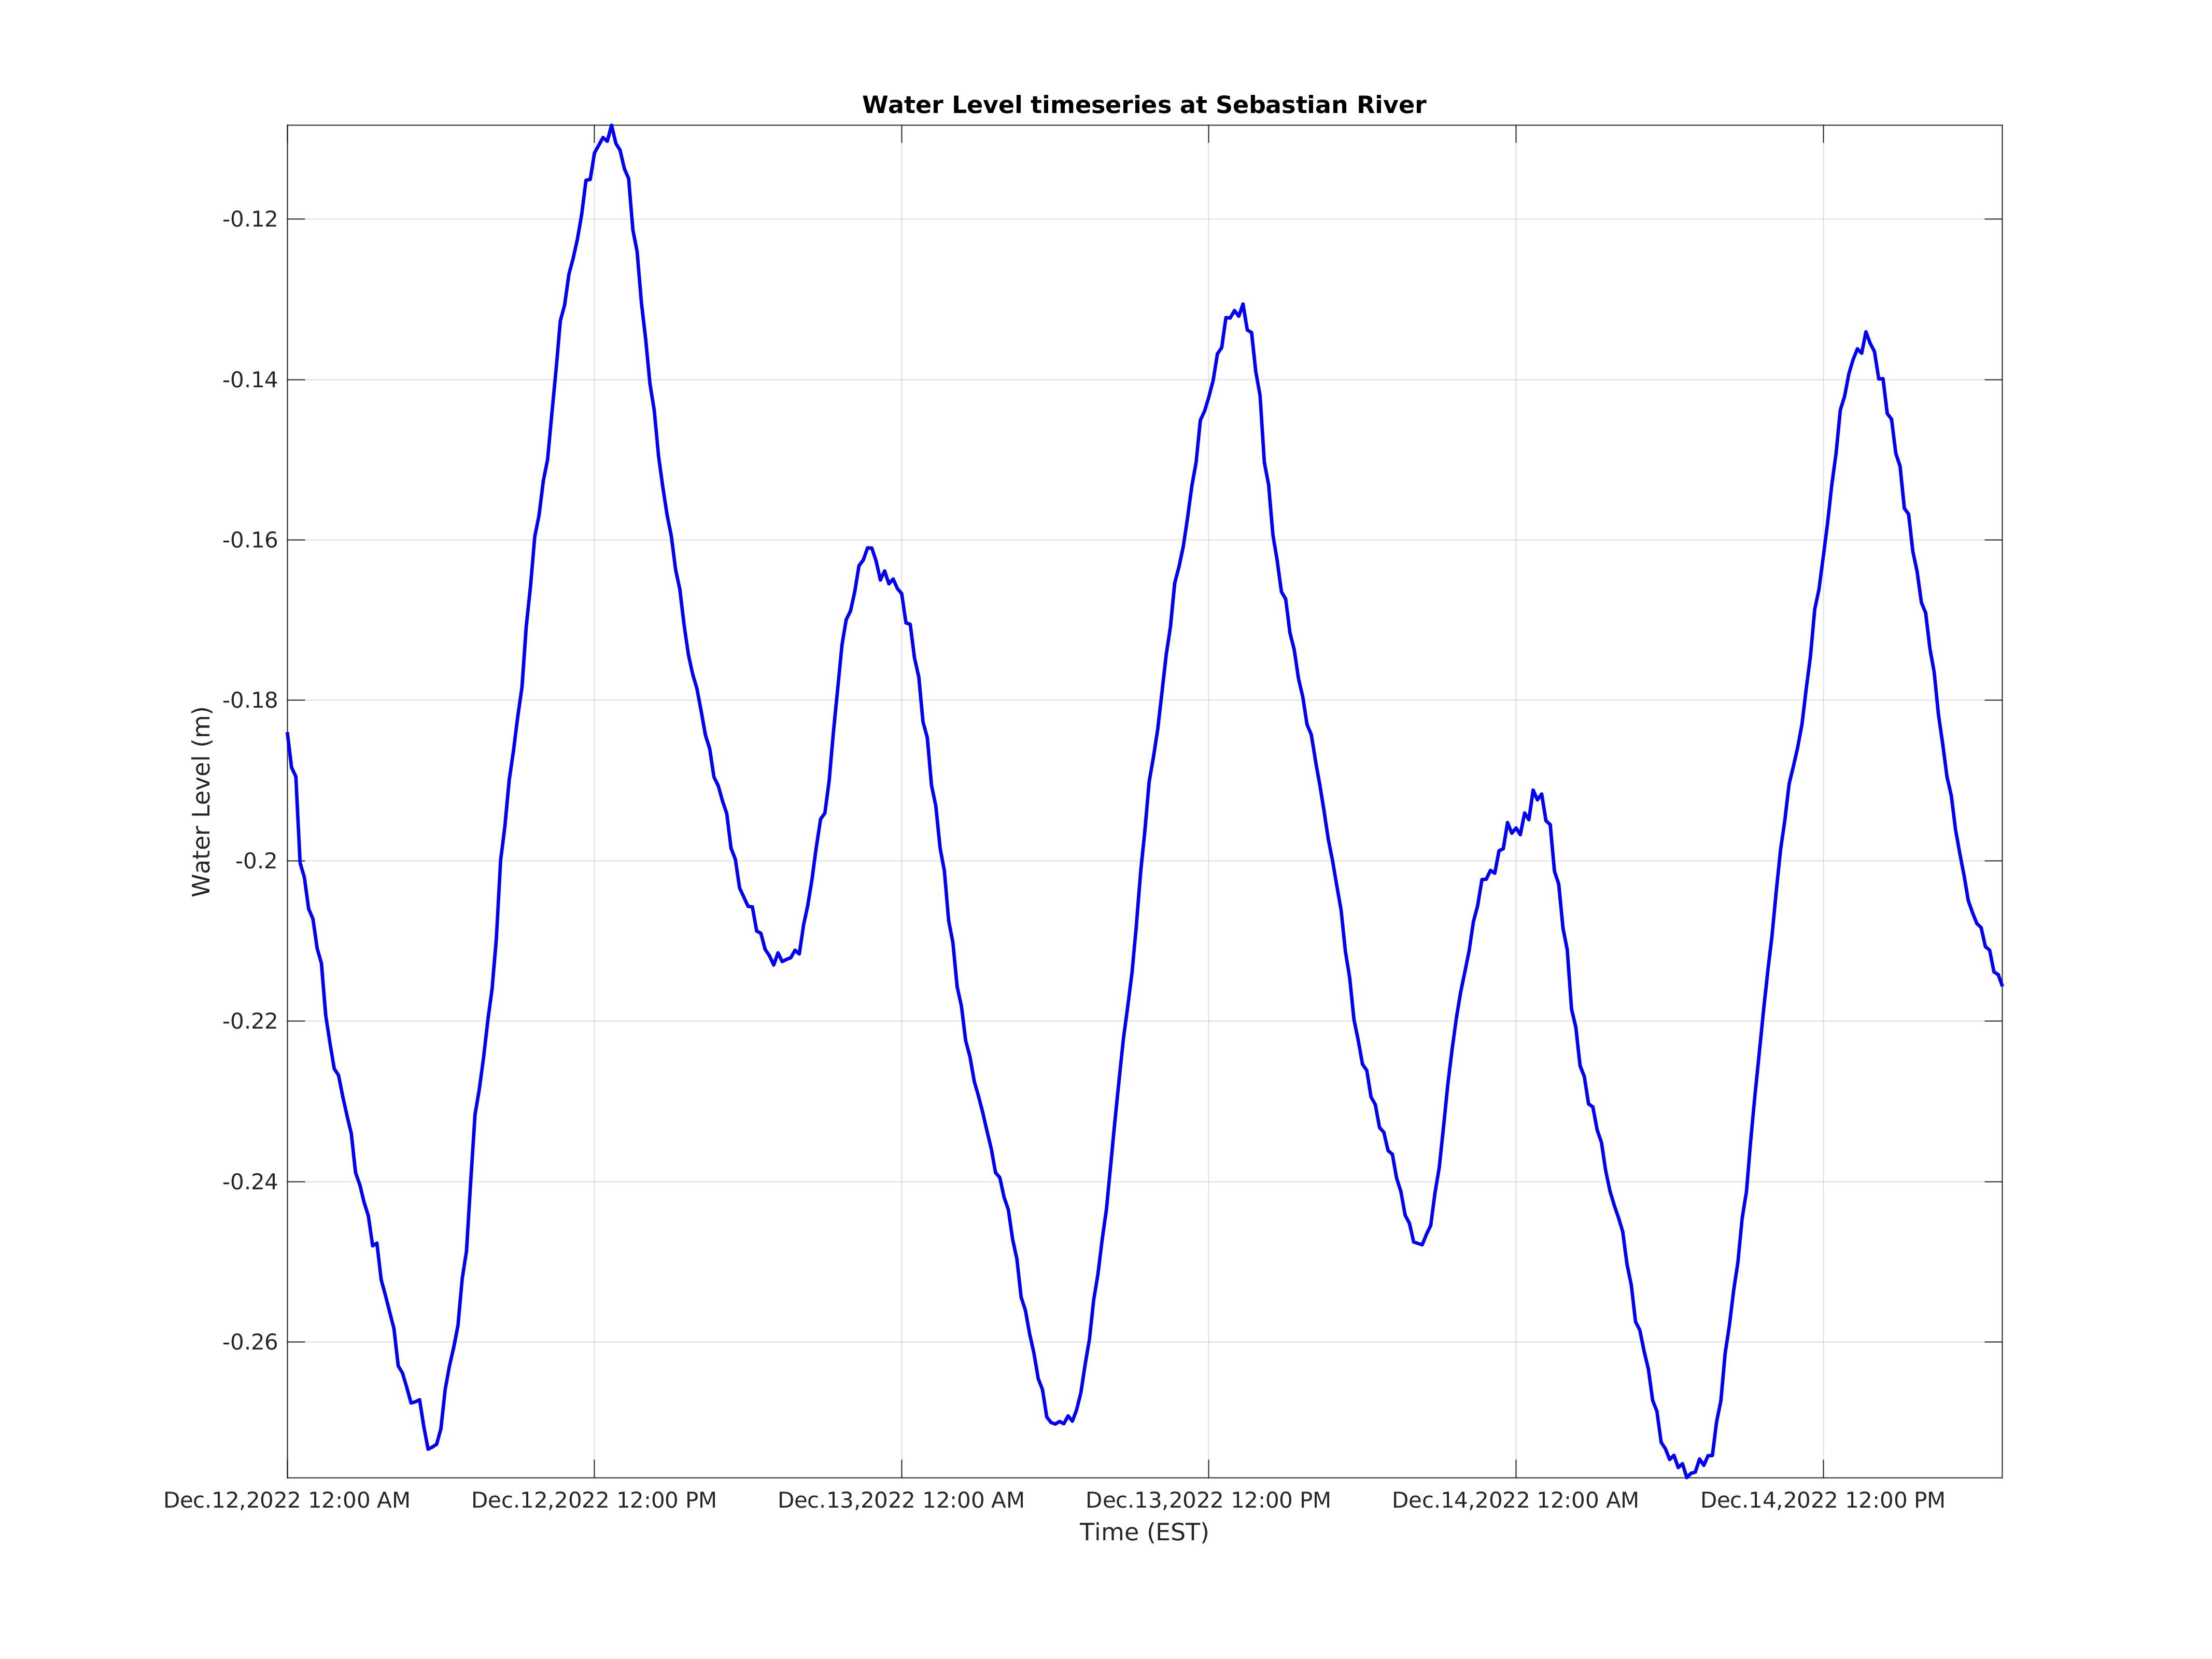 Water Level timeseries at Sebastian River
-0.12
-0.14
-0.16
-0.18
-0.2
-0.22
-0.24
-0.26
Water Level (m)
Dec.12,2022 12:00 AM Dec.12,2022 12:00 PM Dec.13,2022 12:00 AM Dec.13,2022 12:00 PM Dec.14,2022 12:00 AM Dec.14,2022 12:00 PM
Time (EST)